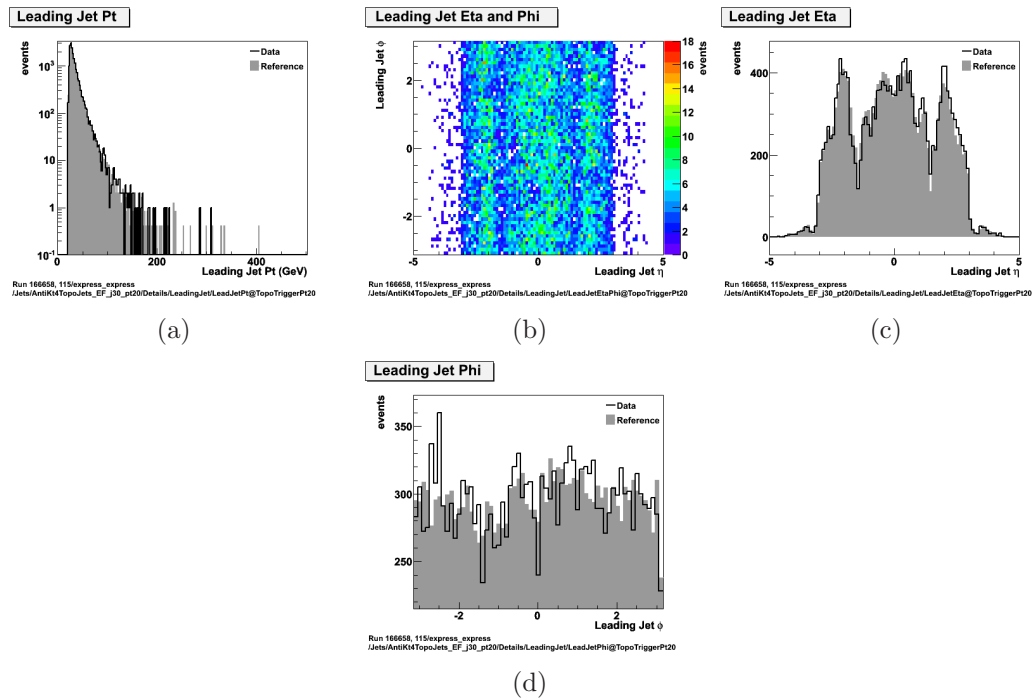 Leading Jet Pt
events
Data
Reference
10³
10²
10
1
10⁻¹
0
200
400
Leading Jet Pt (GeV)
Run 166658, 115/express_express
/Jets/AntiKt4TopoJets_EF_j30_pt20/Details/LeadingJet/LeadJetPt@TopoTriggerPt20
(a)
Leading Jet Eta and Phi
Leading Jet ϕ
2
0
-2
-5
0
5
Leading Jet η
18
16
14
12
10
8
6
4
2
0
events
Run 166658, 115/express_express
/Jets/AntiKt4TopoJets_EF_j30_pt20/Details/LeadingJet/LeadJetEtaPhi@TopoTriggerPt20
(b)
Leading Jet Eta
events
Data
Reference
400
200
0
-5
0
5
Leading Jet η
Run 166658, 115/express_express
/Jets/AntiKt4TopoJets_EF_j30_pt20/Details/LeadingJet/LeadJetEta@TopoTriggerPt20
(c)
Leading Jet Phi
events
Data
Reference
350
300
250
-2
0
2
Leading Jet ϕ
Run 166658, 115/express_express
/Jets/AntiKt4TopoJets_EF_j30_pt20/Details/LeadingJet/LeadJetPhi@TopoTriggerPt20
(d)